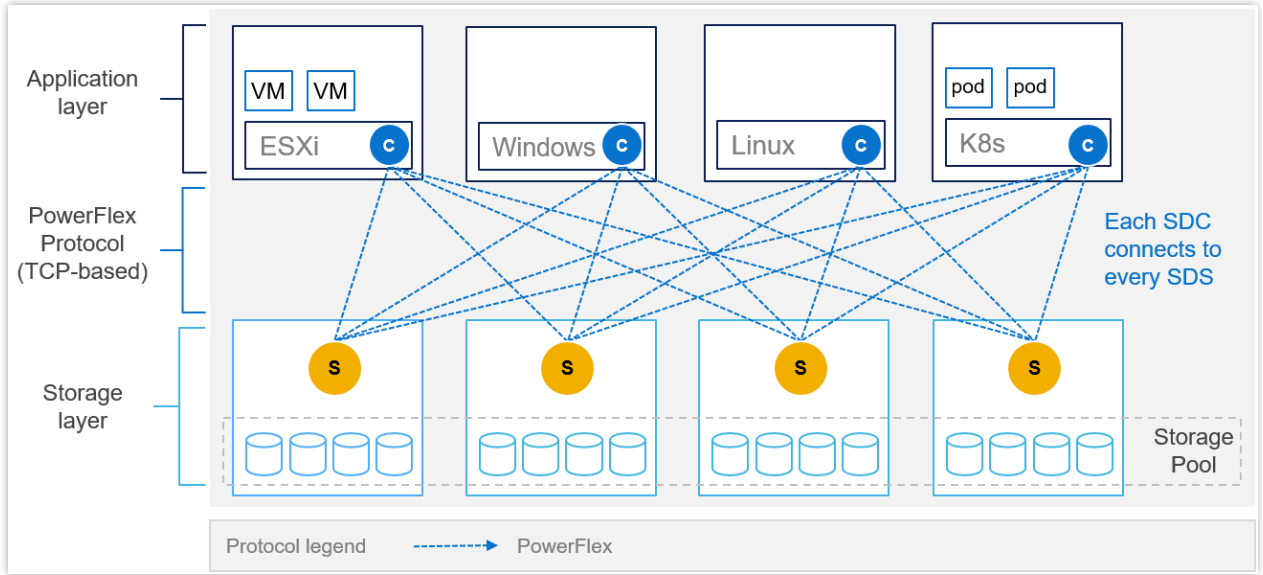 Application
layer
VM
VM
ESXi
C
Windows
C
Linux
C
pod
pod
K8s
C
PowerFlex
Protocol
(TCP-based)
Each SDC
connects to
every SDS
Storage
layer
S
S
S
S
Storage
Pool
Protocol legend
PowerFlex